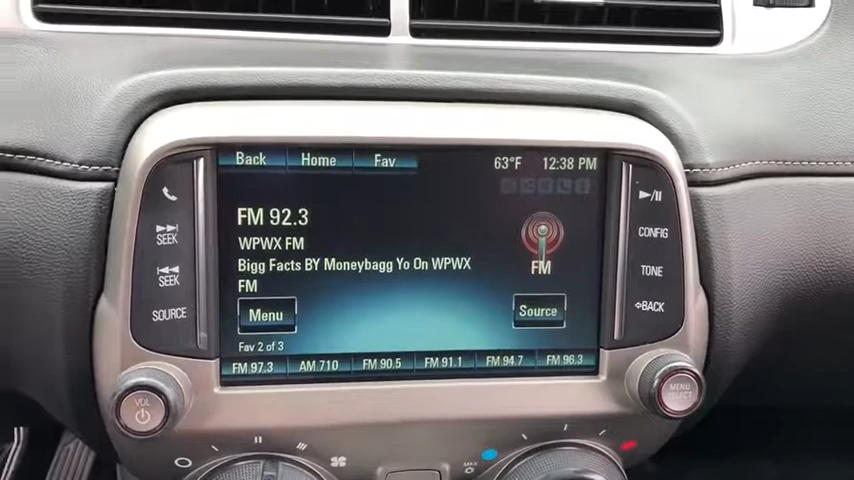 Back Home Fav 63°F 12:38 PM
FM 92.3
WPWX FM
Bigg Facts BY Moneybagg Yo On WPWX
FM
FM
Menu
Source
Fav 2 of 3
FM 97.3 AM 710 FM 90.5 FM 91.1 FM 94.7 FM 96.3
SEEK
SEEK
SOURCE
CONFIG
TONE
BACK
VOL
MENU
SELECT
MAX